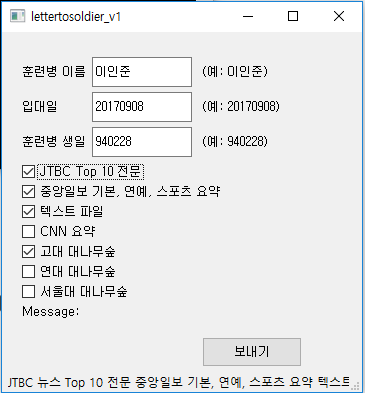 lettertosoldier_v1
훈련병 이름 이인준 (예: 이인준)
입대일 20170908 (예: 20170908)
훈련병 생일 940228 (예: 940228)
JTBC Top 10 전문
중앙일보 기본, 연예, 스포츠 요약
텍스트 파일
CNN 요약
고대 대나무숲
연대 대나무숲
서울대 대나무숲
Message:
보내기
JTBC 뉴스 Top 10 전문 중앙일보 기본, 연예, 스포츠 요약 텍스트